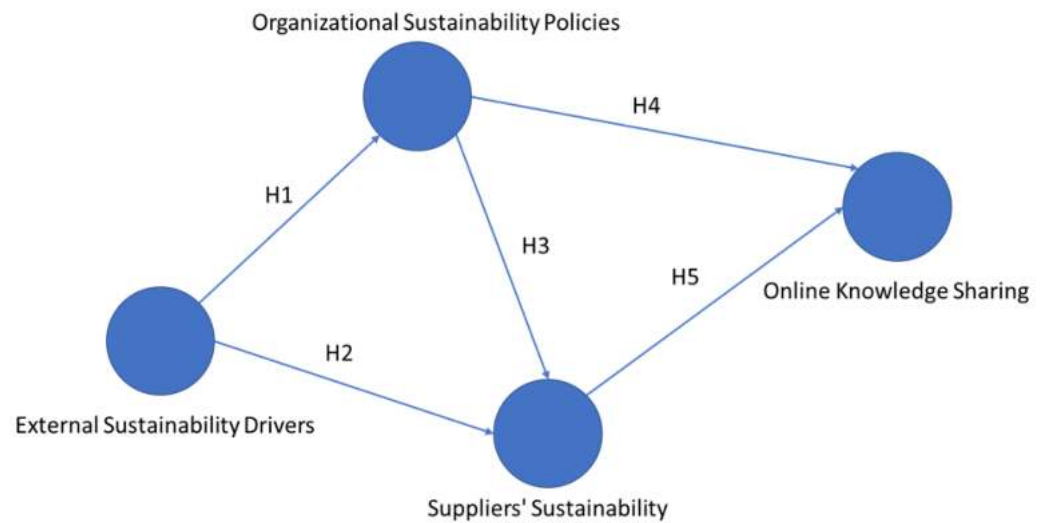 Organizational Sustainability Policies
H4
H1
H3
H5
Online Knowledge Sharing
H2
External Sustainability Drivers
Suppliers' Sustainability